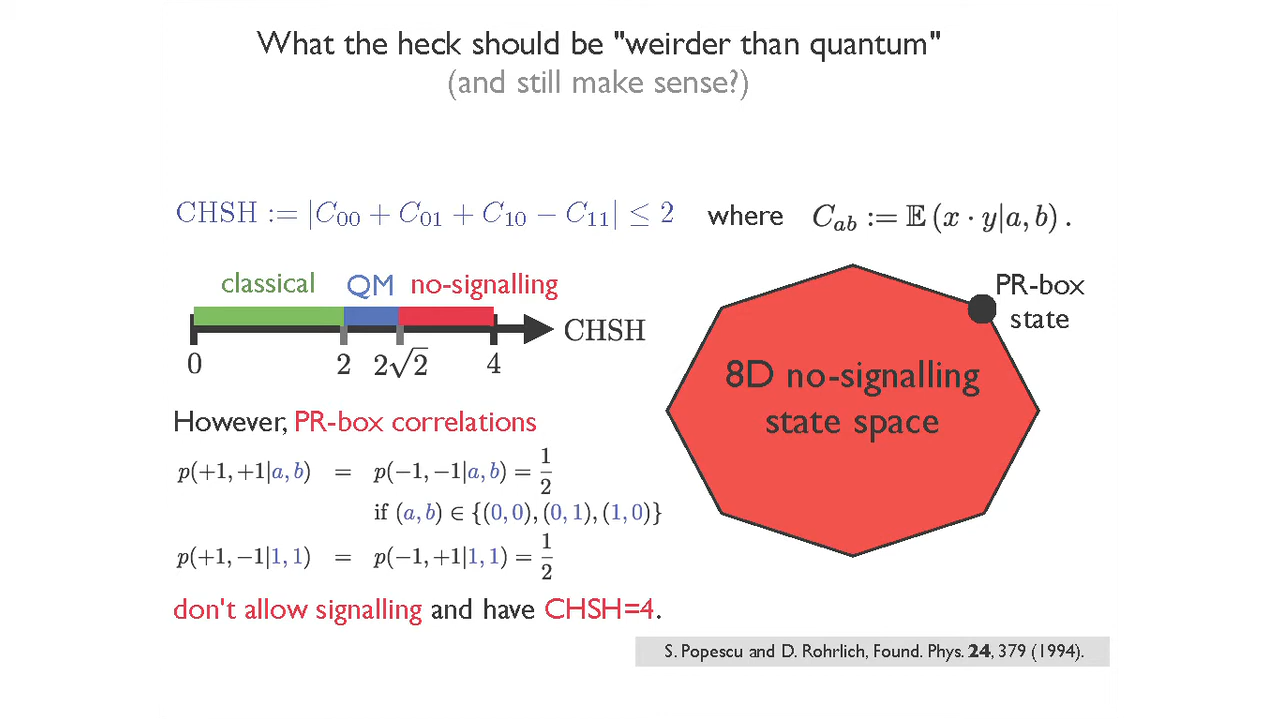 What the heck should be "weirder than quantum"
(and still make sense?)
CHSH := |C₀₀ + C₀₁ + C₁₀ − C₁₁| ≤ 2 where C_ab := 𝔼 (x · y|a, b) .
classical QM no-signalling
CHSH
0 2 2√2 4
PR-box
state
8D no-signalling
state space
However, PR-box correlations
p(+1, +1|a, b) = p(−1, −1|a, b) = 1/2
if (a, b) ∈ {(0, 0), (0, 1), (1, 0)}
p(+1, −1|1, 1) = p(−1, +1|1, 1) = 1/2
don't allow signalling and have CHSH=4.
S. Popescu and D. Rohrlich, Found. Phys. 24, 379 (1994).